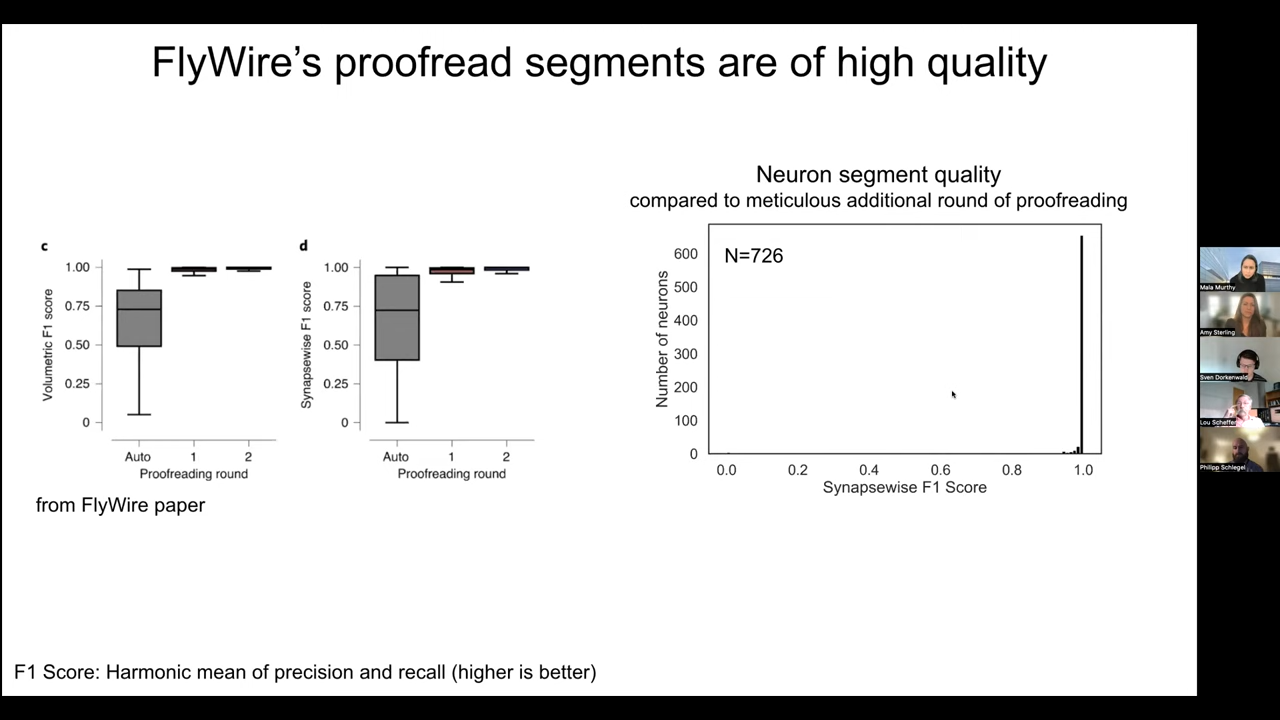 FlyWire’s proofread segments are of high quality
c
1.00
0.75
0.50
0.25
0
Volumetric F1 score
Auto
1
2
Proofreading round
d
1.00
0.75
0.50
0.25
0
Synapsewise F1 score
Auto
1
2
Proofreading round
from FlyWire paper
Neuron segment quality
compared to meticulous additional round of proofreading
N=726
600
500
400
300
200
100
0
Number of neurons
0.0
0.2
0.4
0.6
0.8
1.0
Synapsewise F1 Score
F1 Score: Harmonic mean of precision and recall (higher is better)
Mala Murthy
Amy Sterling
Sven Dorkenwald
Lou Scheffer
Philipp Schlegel